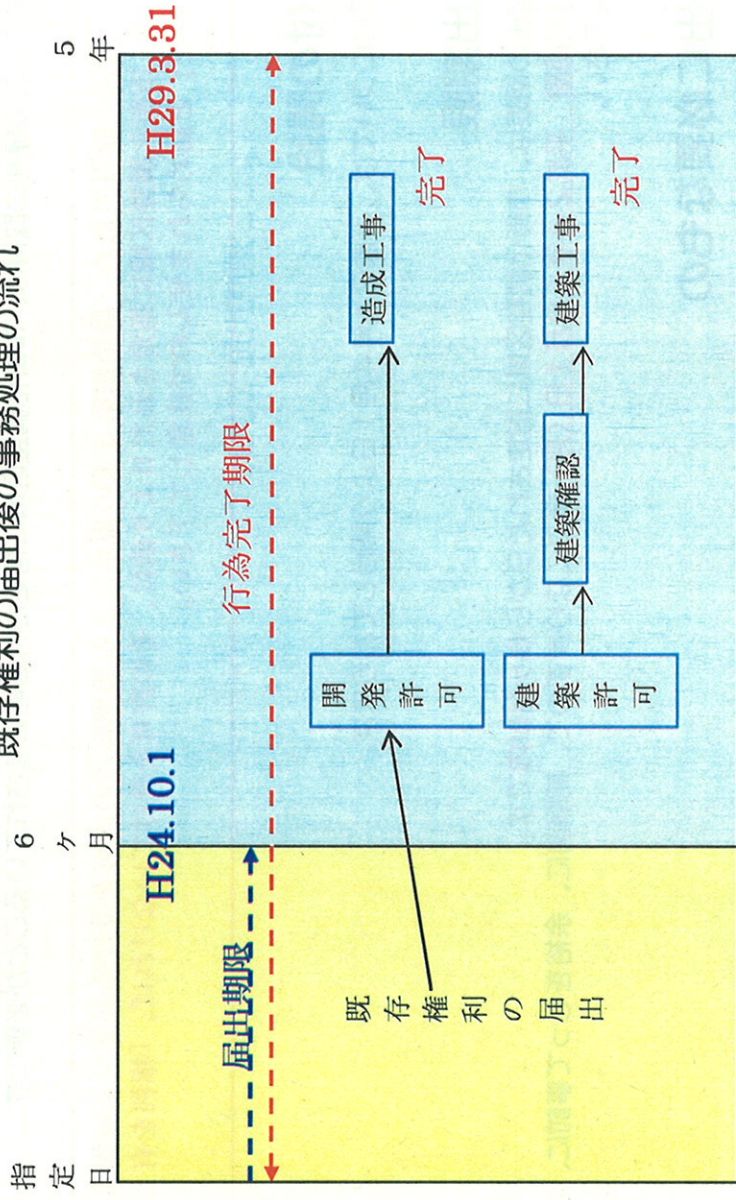 既存権利の届出後の事務処理の流れ
指定日
6ヶ月
5年
H24.10.1
H29.3.31
届出期限
行為完了期限
既存権利の届出
開発許可
造成工事
完了
建築許可
建築確認
建築工事
完了